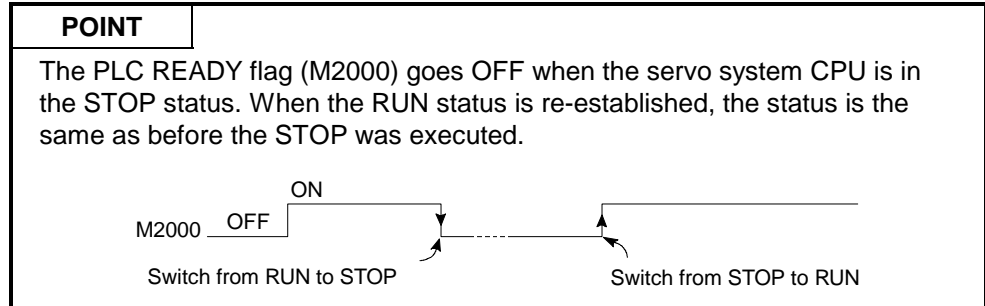 POINT
The PLC READY flag (M2000) goes OFF when the servo system CPU is in
the STOP status. When the RUN status is re-established, the status is the
same as before the STOP was executed.
ON
M2000 OFF
Switch from RUN to STOP
Switch from STOP to RUN